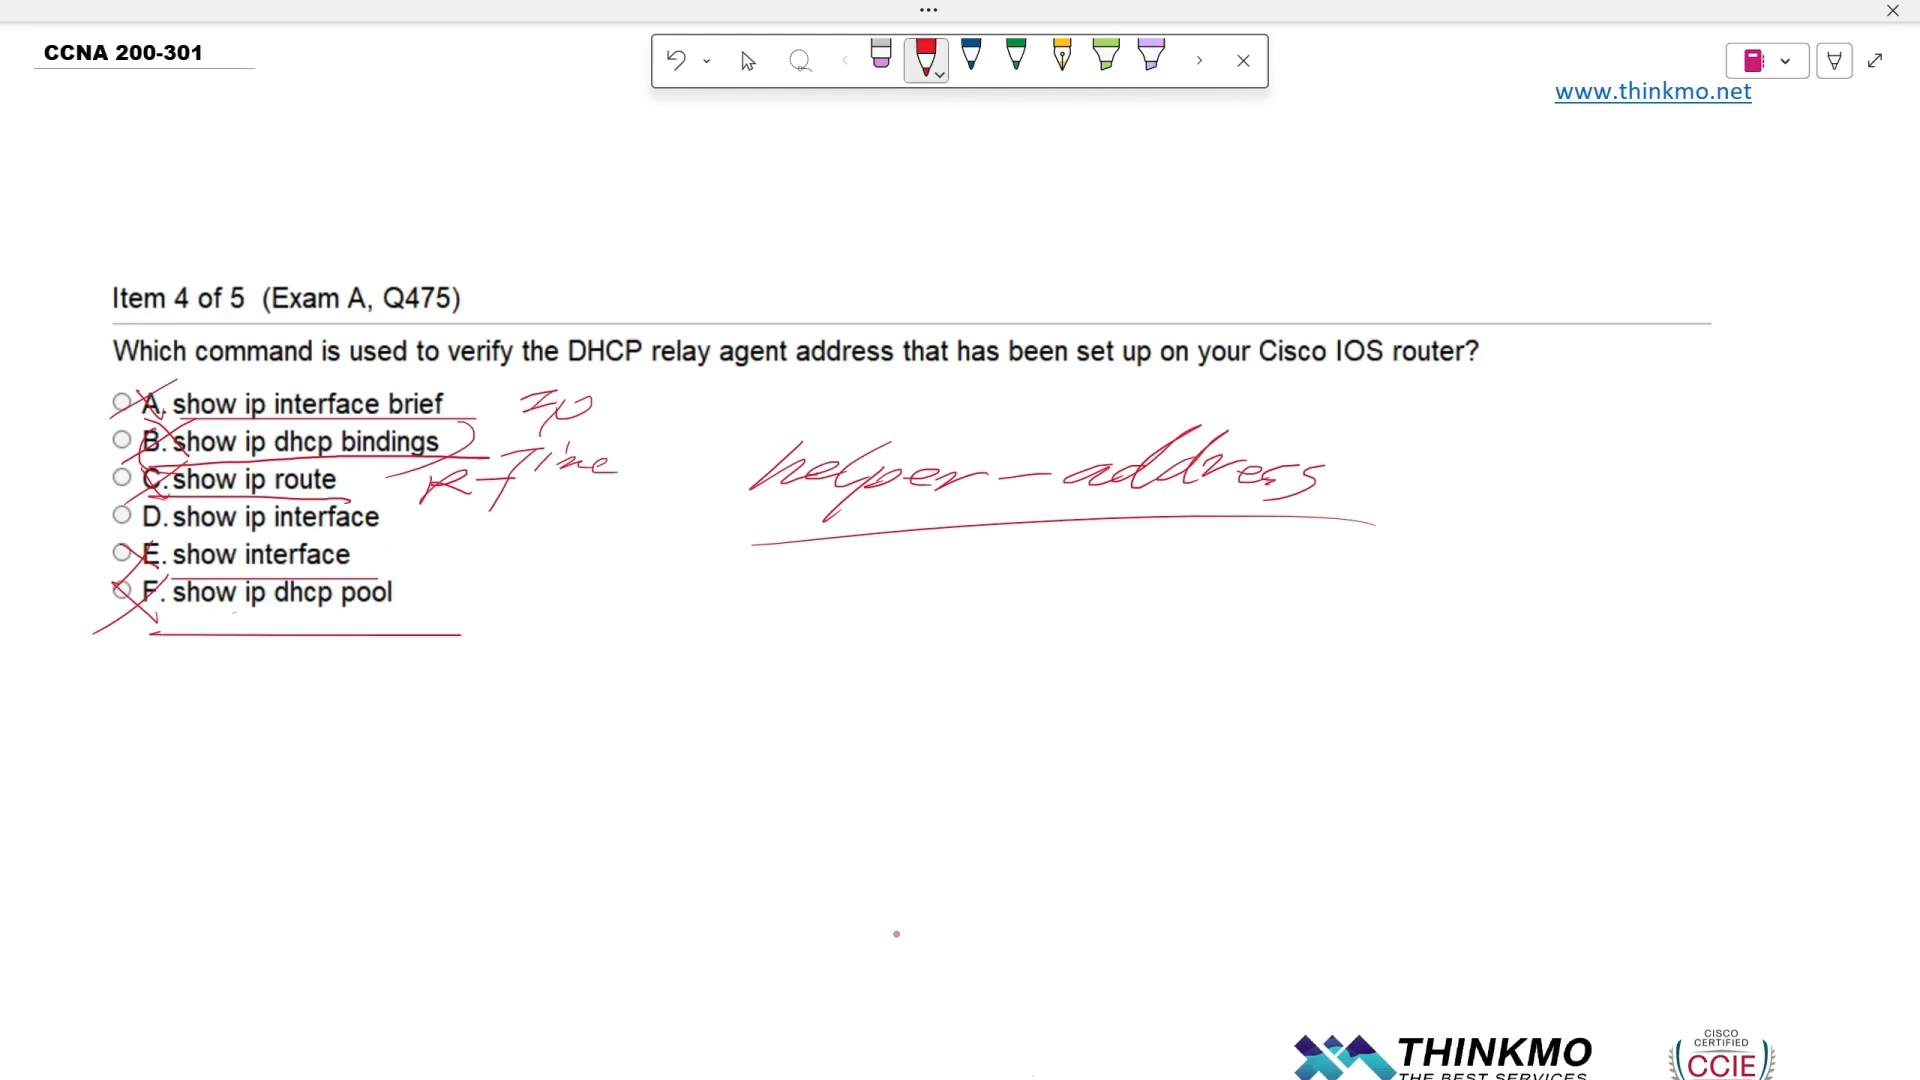 CCNA 200-301
www.thinkmo.net
Item 4 of 5 (Exam A, Q475)
Which command is used to verify the DHCP relay agent address that has been set up on your Cisco IOS router?
A. show ip interface brief
B. show ip dhcp bindings
C. show ip route
D. show ip interface
E. show interface
F. show ip dhcp pool
IP
Time
helper-address
THINKMO
THE BEST SERVICES
CISCO
CERTIFIED
CCIE